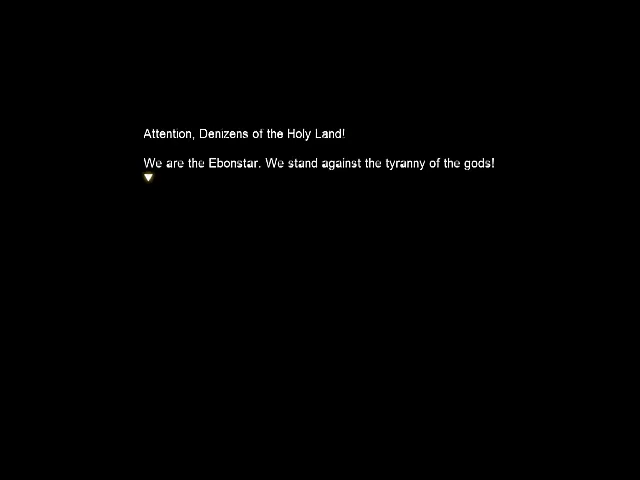 Attention, Denizens of the Holy Land!
We are the Ebonstar. We stand against the tyranny of the gods!